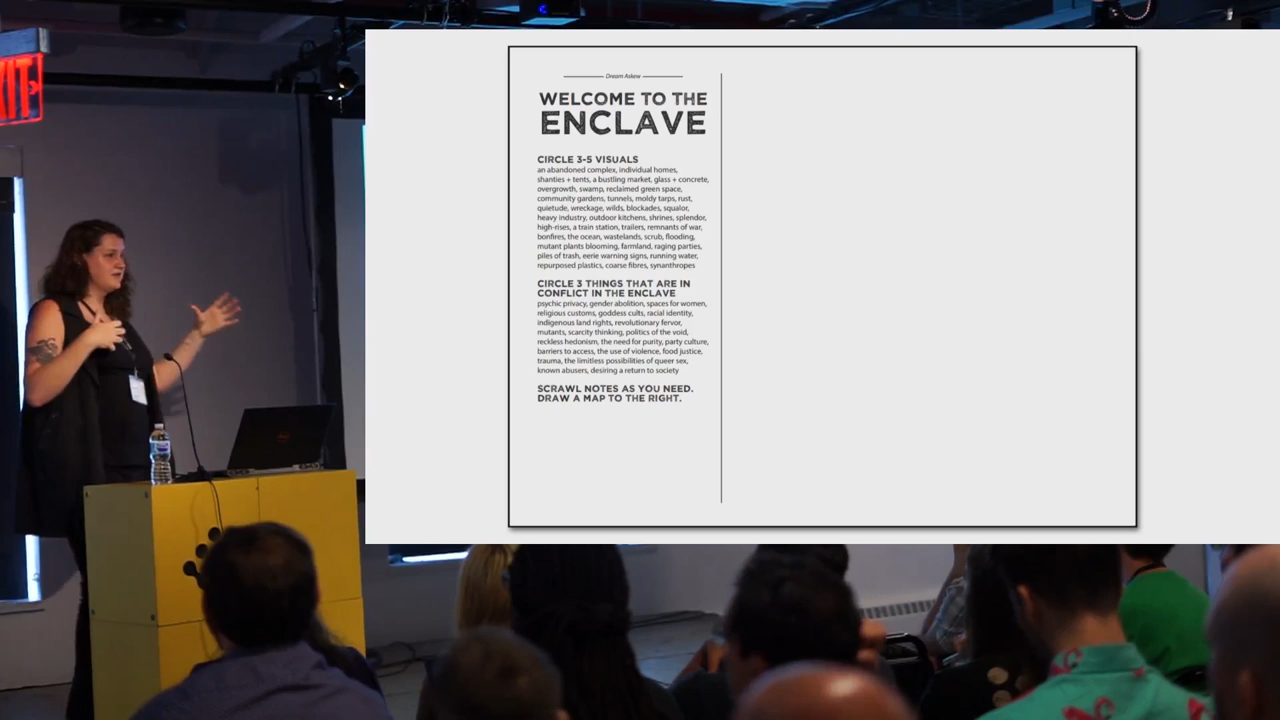 XIT
Dream Askew
WELCOME TO THE
ENCLAVE
CIRCLE 3-5 VISUALS
an abandoned complex, individual homes,
shanties + tents, a bustling market, glass + concrete,
overgrowth, swamp, reclaimed green space,
community gardens, tunnels, moldy tarps, rust,
quietude, wreckage, wilds, blockades, squalor,
heavy industry, outdoor kitchens, shrines, splendor,
high-rises, a train station, trailers, remnants of war,
bonfires, the ocean, wastelands, scrub, flooding,
mutant plants blooming, farmland, raging parties,
piles of trash, eerie warning signs, running water,
repurposed plastics, coarse fibres, synanthropes
CIRCLE 3 THINGS THAT ARE IN
CONFLICT IN THE ENCLAVE
psychic privacy, gender abolition, spaces for women,
religious customs, goddess cults, racial identity,
indigenous land rights, revolutionary fervor,
mutants, scarcity thinking, politics of the void,
reckless hedonism, the need for purity, party culture,
barriers to access, the use of violence, food justice,
trauma, the limitless possibilities of queer sex,
known abusers, desiring a return to society
SCRAWL NOTES AS YOU NEED.
DRAW A MAP TO THE RIGHT.